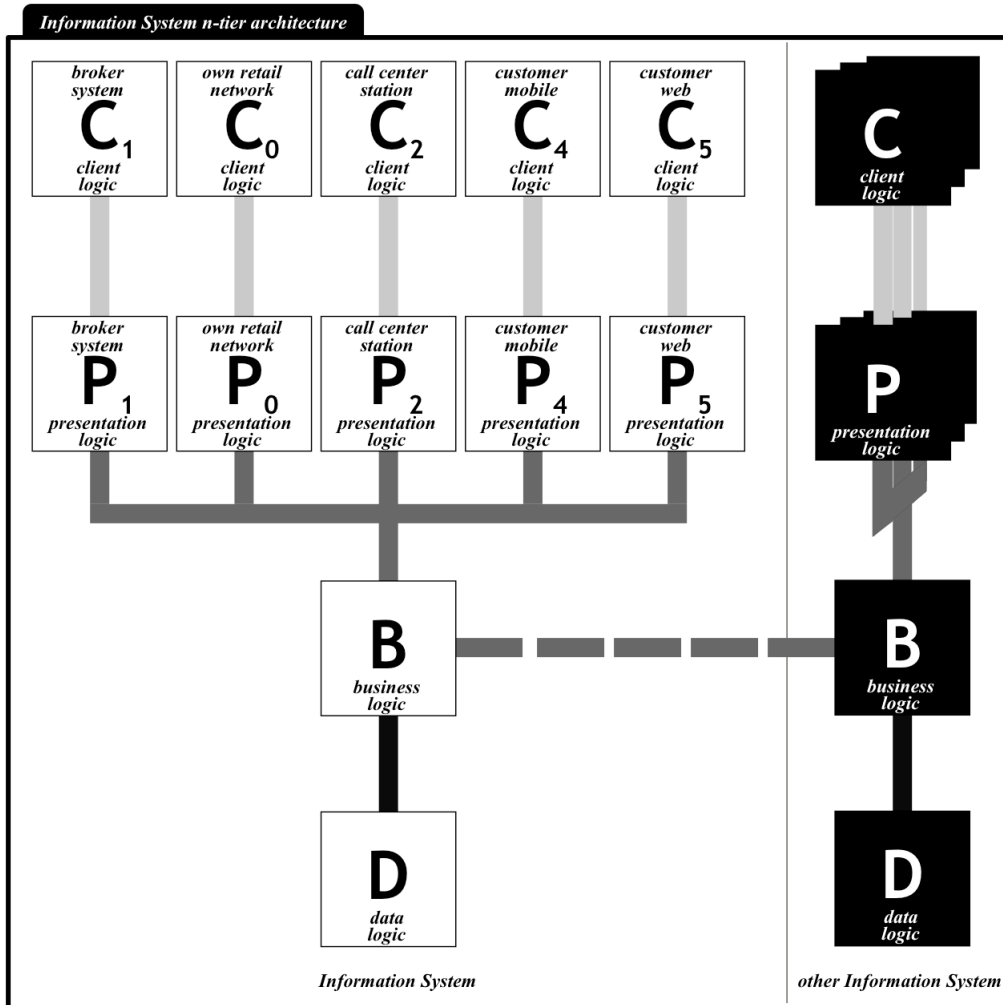 Information System n-tier architecture
broker
system
C1
client
logic
own retail
network
C0
client
logic
call center
station
C2
client
logic
customer
mobile
C4
client
logic
customer
web
C5
client
logic
C
client
logic
broker
system
P1
presentation
logic
own retail
network
P0
presentation
logic
call center
station
P2
presentation
logic
customer
mobile
P4
presentation
logic
customer
web
P5
presentation
logic
P
presentation
logic
B
business
logic
B
business
logic
D
data
logic
D
data
logic
Information System
other Information System